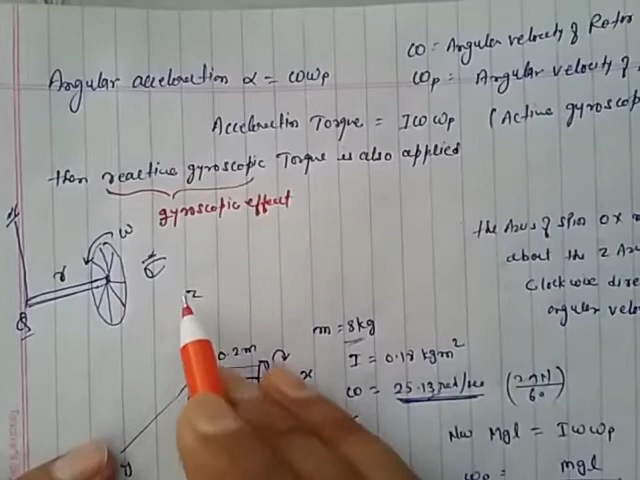 ω: Angular velocity of Rotor
Angular acceleration α = ωωp
ωp: Angular velocity of
Acceleration Torque = Iωωp
(Active gyroscop
then reactive gyroscopic Torque is also applied
gyroscopic effect
ω
r
the Axis of spin OX
about the Z Ax
clockwise dire
angular velo
Z
0.2m
x
y
m = 8kg
I = 0.18 kgm²
ω = 25.13 rad/sec (2πN/60)
Now Mgl = Iωωp
ωp = mgl